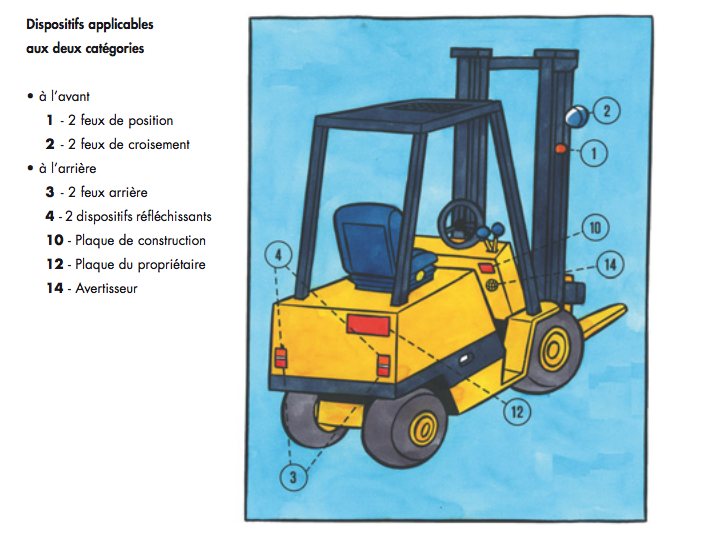 Dispositifs applicables
aux deux catégories
• à l'avant
1 - 2 feux de position
2 - 2 feux de croisement
• à l'arrière
3 - 2 feux arrière
4 - 2 dispositifs réfléchissants
10 - Plaque de construction
12 - Plaque du propriétaire
14 - Avertisseur
2
1
10
4
14
12
3